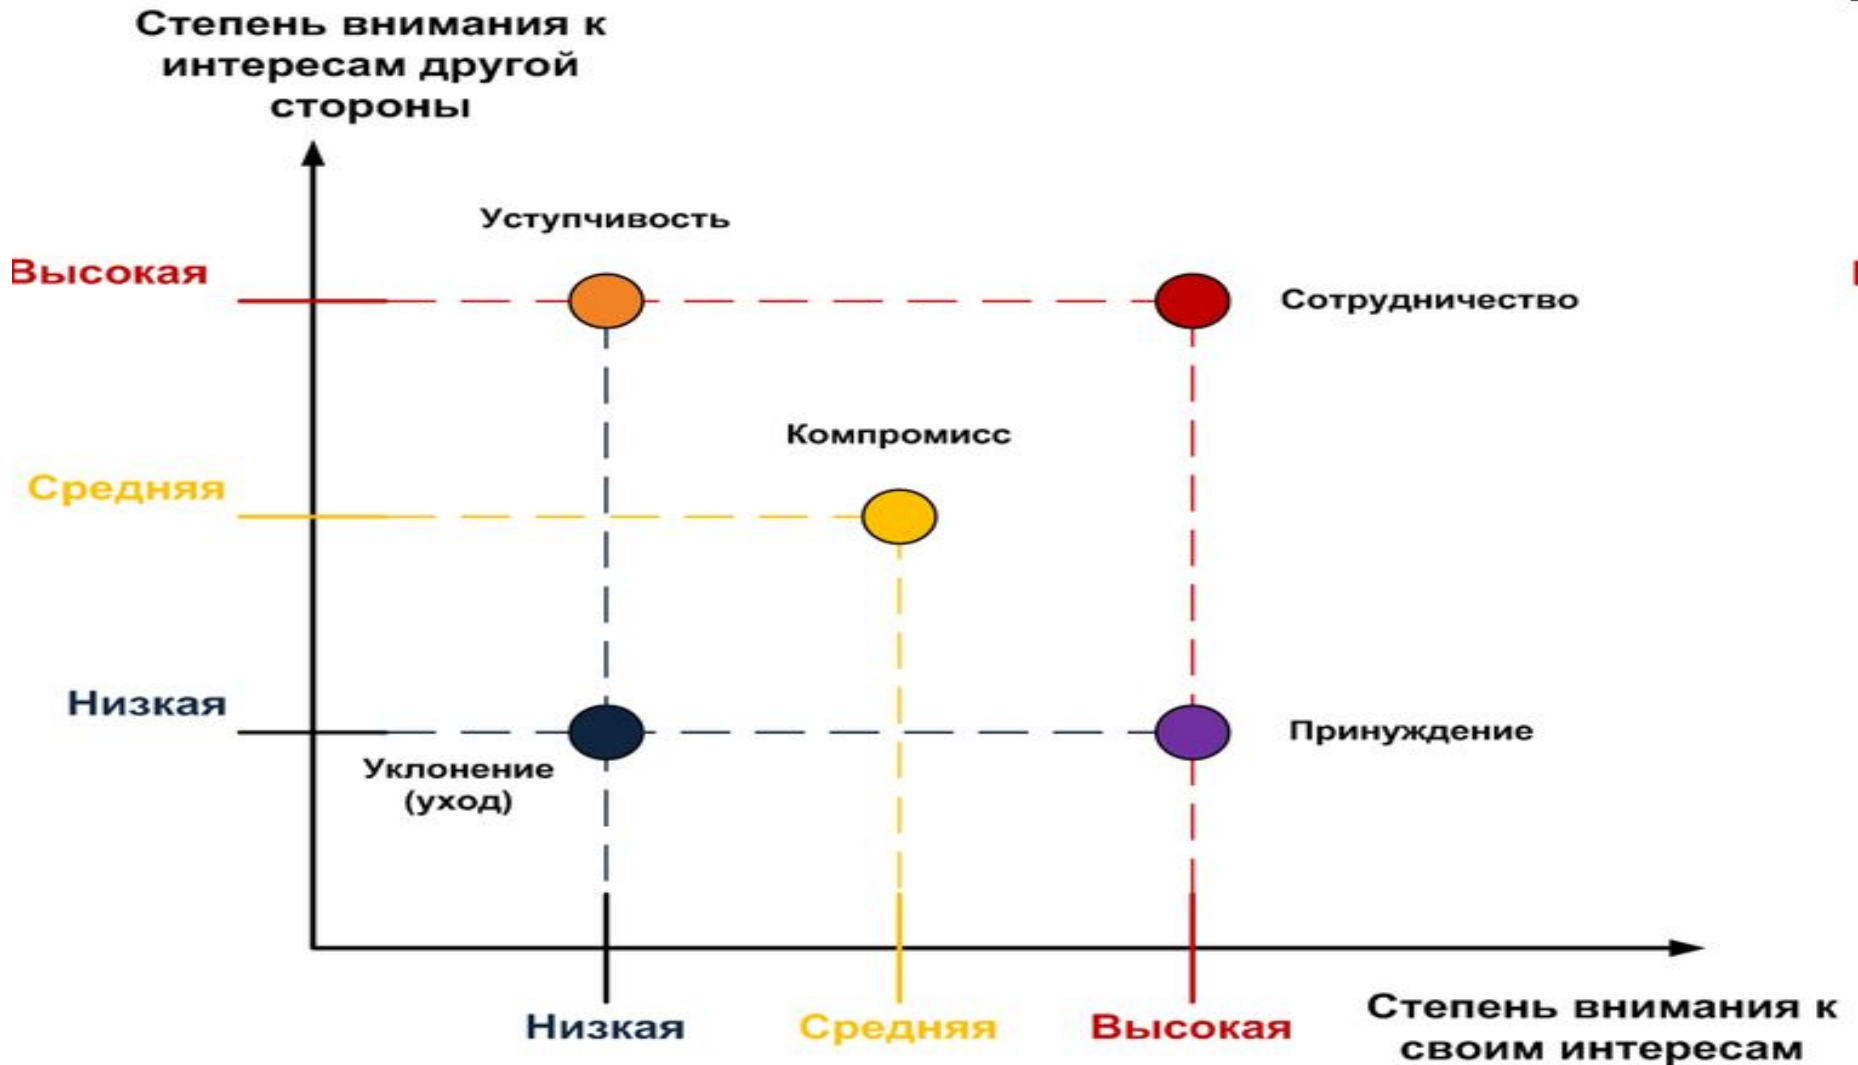 Степень внимания к
интересам другой
стороны
Уступчивость
Высокая
Сотрудничество
Компромисс
Средняя
Низкая
Принуждение
Уклонение
(уход)
Низкая
Средняя
Высокая
Степень внимания к
своим интересам